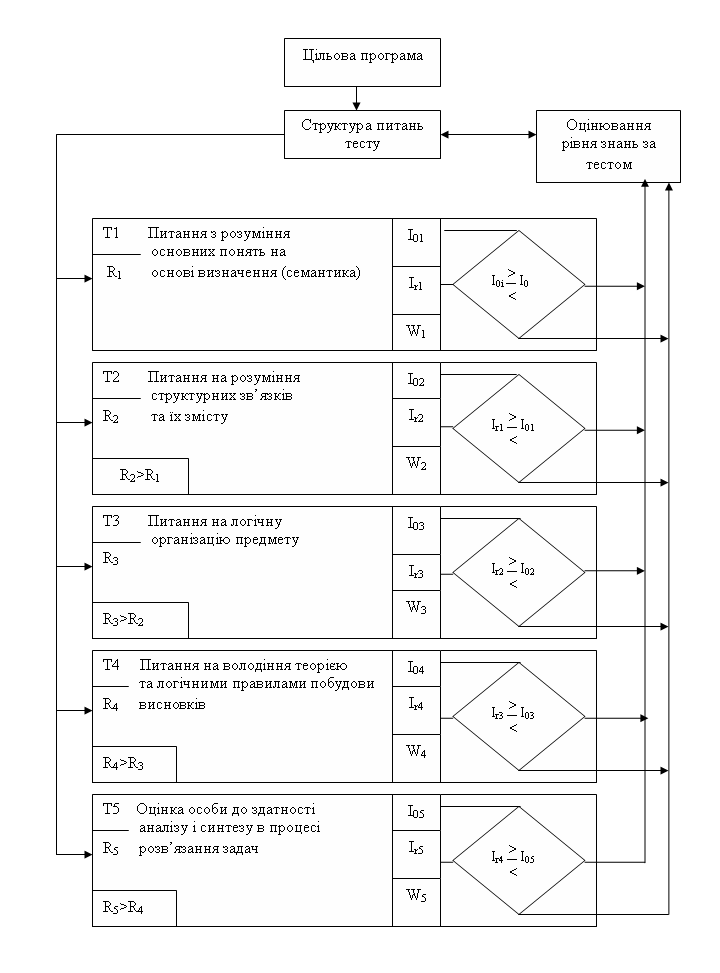 Цільова програма
Структура питань
тесту
Оцінювання
рівня знань за
тестом
T1 Питання з розуміння
основних понять на
R1 основі визначення (семантика)
I01
Ir1
W1
I0i ≥ I0
<
T2 Питання на розуміння
структурних зв’язків
R2 та їх змісту
R2>R1
I02
Ir2
W2
Ir1 ≥ I01
<
T3 Питання на логічну
організацію предмету
R3
R3>R2
I03
Ir3
W3
Ir2 ≥ I02
<
T4 Питання на володіння теорією
та логічними правилами побудови
R4 висновків
R4>R3
I04
Ir4
W4
Ir3 ≥ I03
<
T5 Оцінка особи до здатності
аналізу і синтезу в процесі
R5 розв’язання задач
R5>R4
I05
Ir5
W5
Ir4 ≥ I05
<